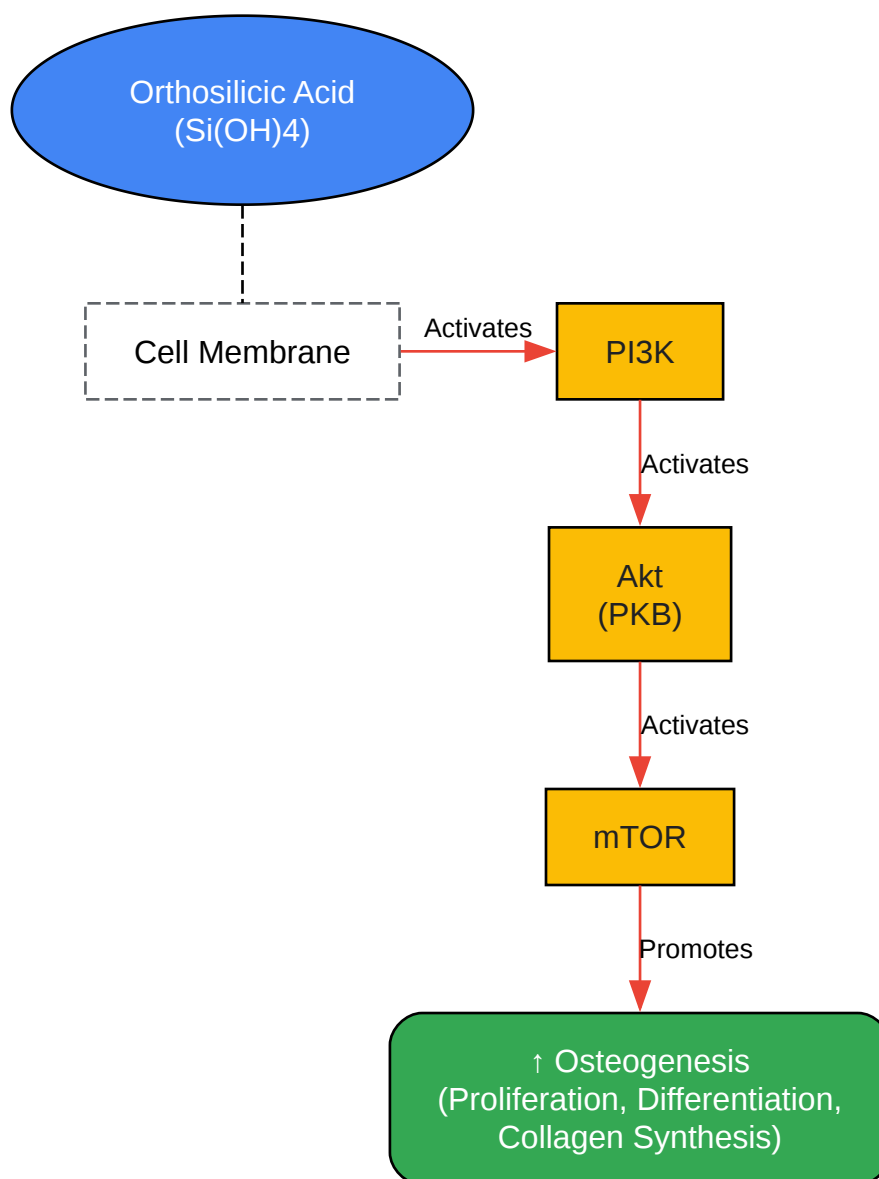 Orthosilicic Acid
(Si(OH)4)
Cell Membrane
Activates
PI3K
Activates
Akt
(PKB)
Activates
mTOR
Promotes
↑ Osteogenesis
(Proliferation, Differentiation,
Collagen Synthesis)